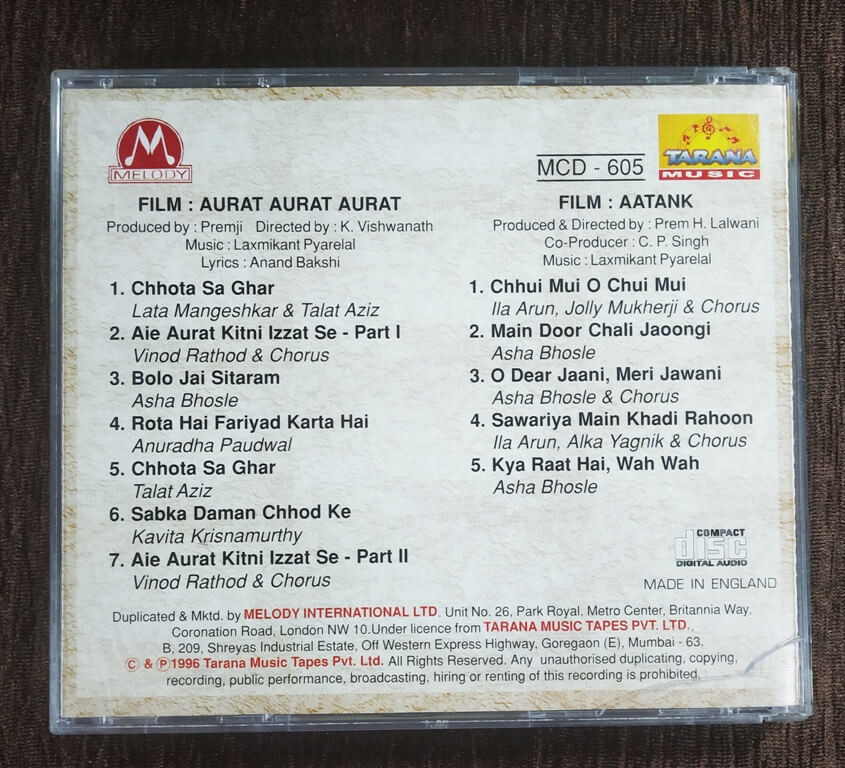 M
MELODY
MCD - 605
TARANA
MUSIC
FILM : AURAT AURAT AURAT
Produced by : Premji Directed by : K. Vishwanath
Music : Laxmikant Pyarelal
Lyrics : Anand Bakshi
1. Chhota Sa Ghar
Lata Mangeshkar & Talat Aziz
2. Aie Aurat Kitni Izzat Se - Part I
Vinod Rathod & Chorus
3. Bolo Jai Sitaram
Asha Bhosle
4. Rota Hai Fariyad Karta Hai
Anuradha Paudwal
5. Chhota Sa Ghar
Talat Aziz
6. Sabka Daman Chhod Ke
Kavita Krisnamurthy
7. Aie Aurat Kitni Izzat Se - Part II
Vinod Rathod & Chorus
FILM : AATANK
Produced & Directed by : Prem H. Lalwani
Co-Producer : C. P. Singh
Music : Laxmikant Pyarelal
1. Chhui Mui O Chui Mui
Ila Arun, Jolly Mukherji & Chorus
2. Main Door Chali Jaoongi
Asha Bhosle
3. O Dear Jaani, Meri Jawani
Asha Bhosle & Chorus
4. Sawariya Main Khadi Rahoon
Ila Arun, Alka Yagnik & Chorus
5. Kya Raat Hai, Wah Wah
Asha Bhosle
COMPACT
disc
DIGITAL AUDIO
MADE IN ENGLAND
Duplicated & Mktd. by MELODY INTERNATIONAL LTD. Unit No. 26, Park Royal, Metro Center, Britannia Way,
Coronation Road, London NW 10.Under licence from TARANA MUSIC TAPES PVT. LTD.,
B, 209, Shreyas Industrial Estate, Off Western Express Highway, Goregaon (E), Mumbai - 63.
© & ℗ 1996 Tarana Music Tapes Pvt. Ltd. All Rights Reserved. Any unauthorised duplicating, copying,
recording, public performance, broadcasting, hiring or renting of this recording is prohibited.